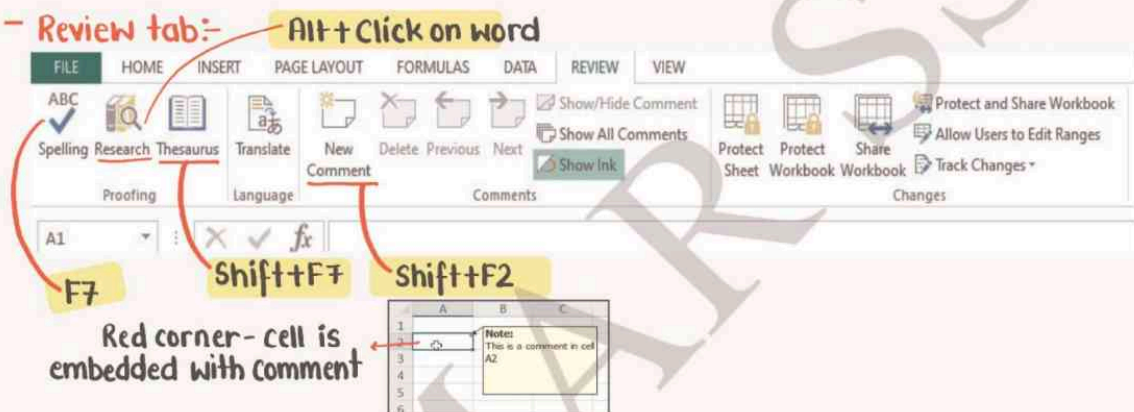 - Review tab:-
Alt+Click on word
FILE HOME INSERT PAGE LAYOUT FORMULAS DATA REVIEW VIEW
ABC
Spelling Research Thesaurus
Translate
New Comment
Delete Previous Next
Show/Hide Comment
Show All Comments
Show Ink
Protect Sheet
Protect Workbook
Share Workbook
Protect and Share Workbook
Allow Users to Edit Ranges
Track Changes
Proofing Language Comments Changes
A1 fx
F7
Shift+F7
Shift+F2
Red corner- cell is
embedded with comment
A B C
1
2
3
4
5
6
Note:
This is a comment in cell
A2